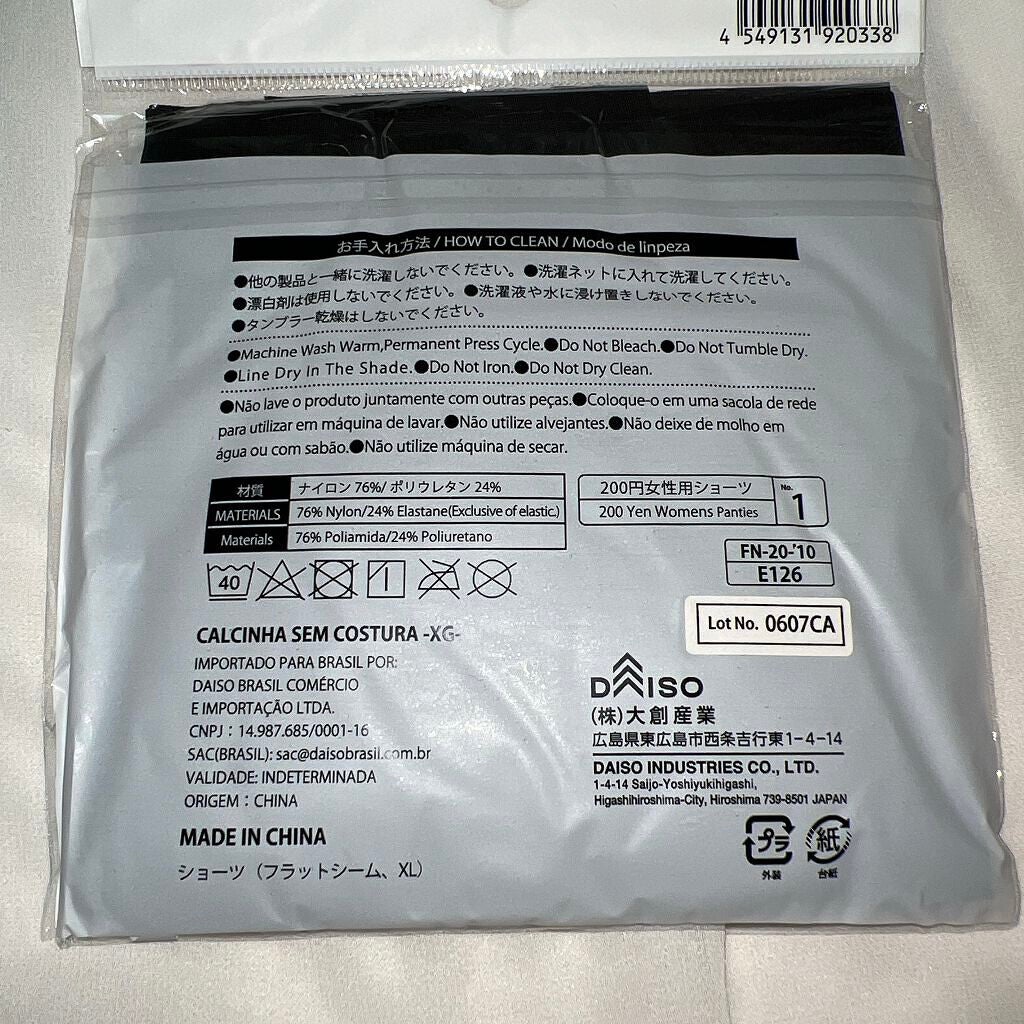 4 549131 920338
お手入れ方法 / HOW TO CLEAN / Modo de linpeza
●他の製品と一緒に洗濯しないでください。●洗濯ネットに入れて洗濯してください。
●漂白剤は使用しないでください。●洗濯液や水に浸け置きしないでください。
●タンブラー乾燥はしないでください。
●Machine Wash Warm,Permanent Press Cycle.●Do Not Bleach.●Do Not Tumble Dry.
●Line Dry In The Shade.●Do Not Iron.●Do Not Dry Clean.
●Não lave o produto juntamente com outras peças.●Coloque-o em uma sacola de rede
para utilizar em máquina de lavar.●Não utilize alvejantes.●Não deixe de molho em
água ou com sabão.●Não utilize máquina de secar.
材質 ナイロン 76%/ ポリウレタン 24%
MATERIALS 76% Nylon/24% Elastane(Exclusive of elastic.)
Materials 76% Poliamida/24% Poliuretano
200円女性用ショーツ
200 Yen Womens Panties
No. 1
FN-20-'10
E126
40
Lot No. 0607CA
CALCINHA SEM COSTURA -XG-
IMPORTADO PARA BRASIL POR:
DAISO BRASIL COMÉRCIO
E IMPORTAÇÃO LTDA.
CNPJ : 14.987.685/0001-16
SAC(BRASIL): sac@daisobrasil.com.br
VALIDADE: INDETERMINADA
ORIGEM : CHINA
MADE IN CHINA
ショーツ（フラットシーム、XL）
DAISO
(株)大創産業
広島県東広島市西条吉行東1-4-14
DAISO INDUSTRIES CO., LTD.
1-4-14 Saijo-Yoshiyukihigashi,
Higashihiroshima-City, Hiroshima 739-8501 JAPAN
プラ 紙
外装 台紙